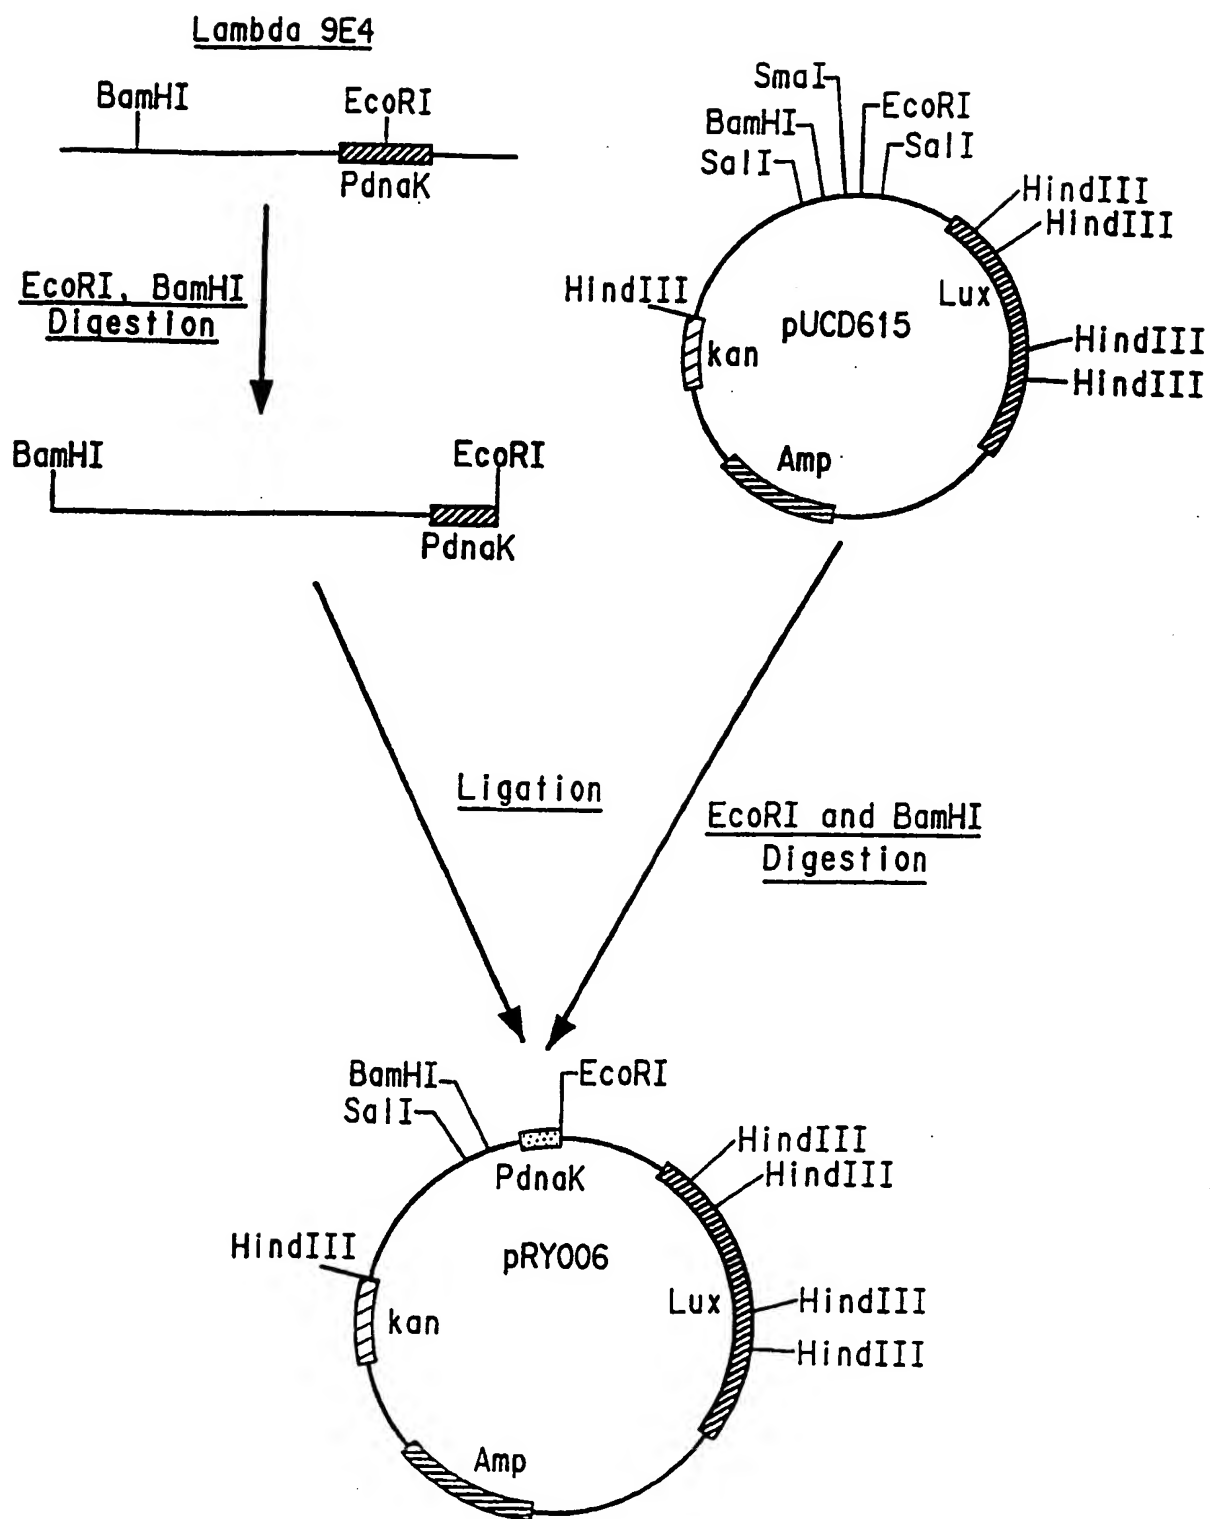 Lambda 9E4
BamHI
EcoRI
PdnaK
EcoRI, BamHI
Digestion
BamHI
EcoRI
PdnaK
SmaI
EcoRI
BamHI
SalI
SalI
HindIII
HindIII
HindIII
Lux
pUCD615
kan
HindIII
HindIII
Amp
Ligation
EcoRI and BamHI
Digestion
BamHI
EcoRI
SalI
HindIII
PdnaK
HindIII
HindIII
pRY006
Lux
HindIII
kan
HindIII
Amp